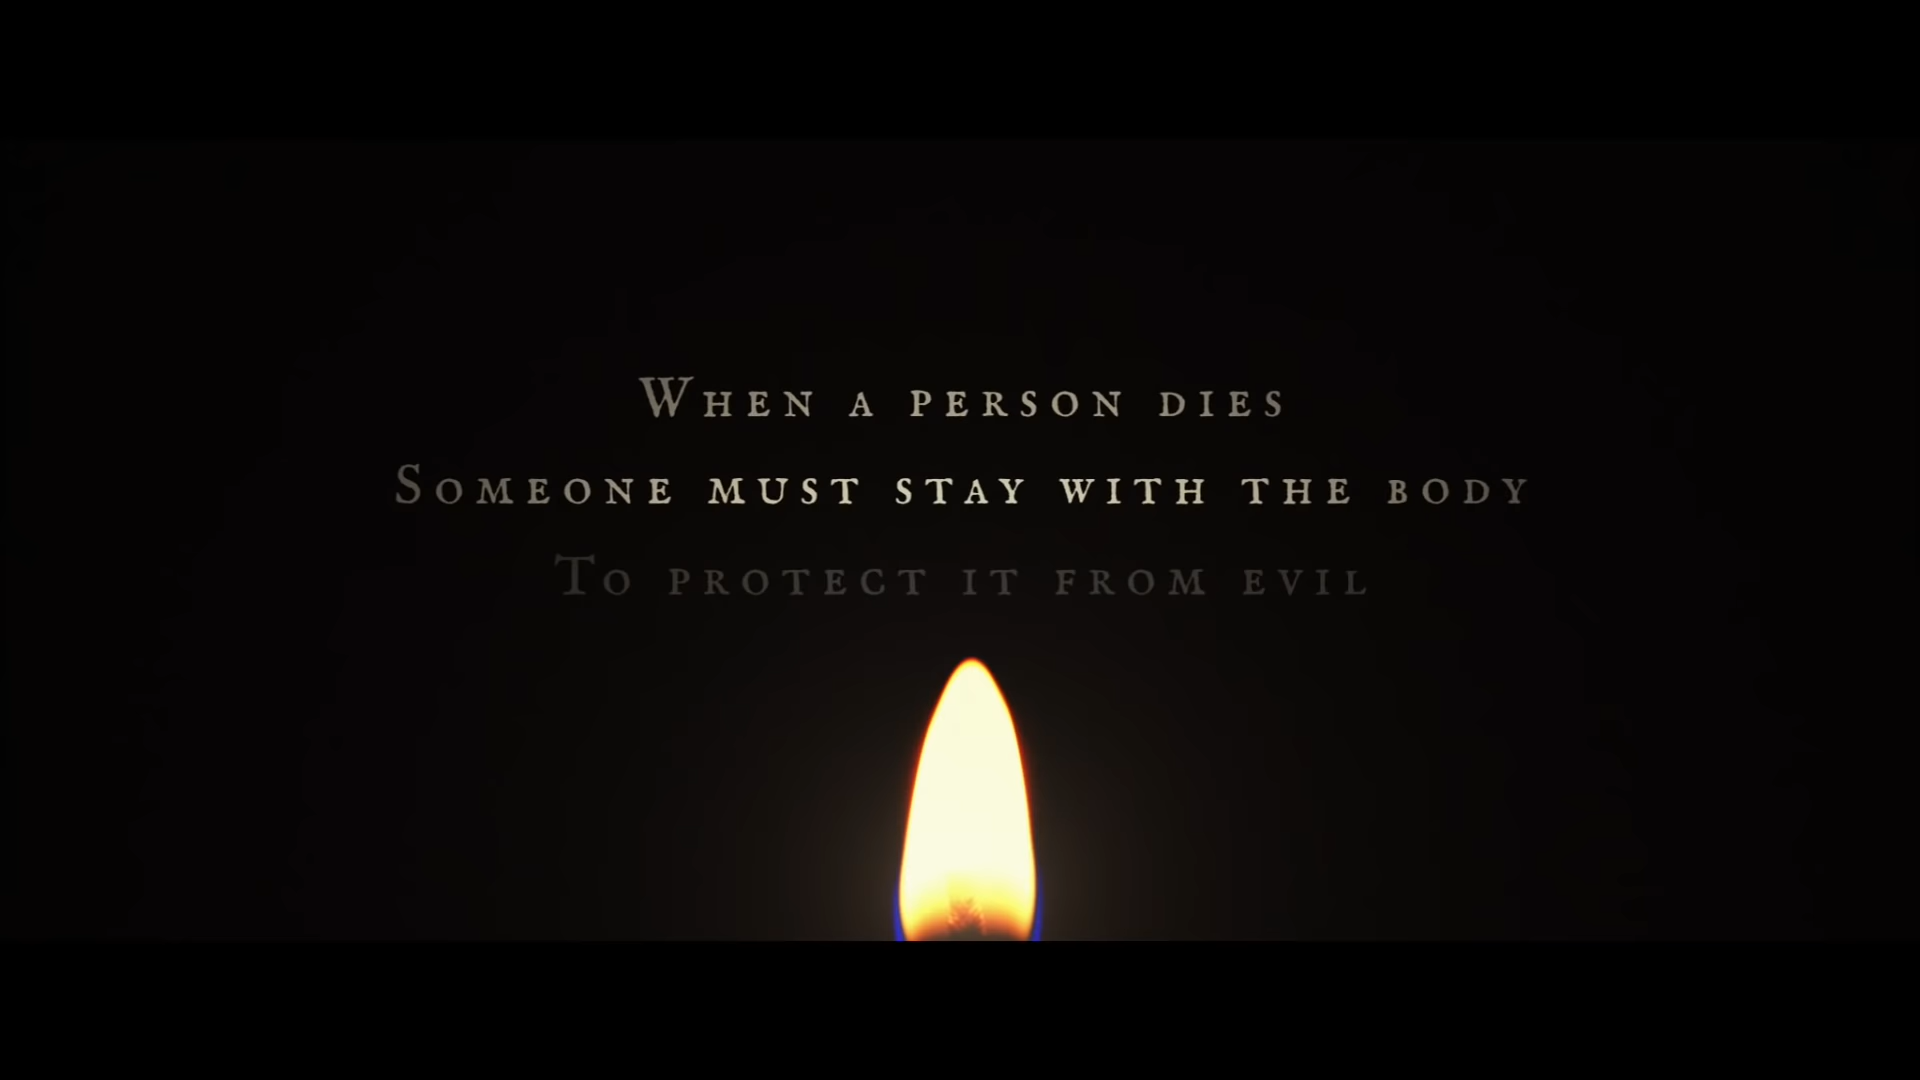 When a person dies
Someone must stay with the body
To protect it from evil